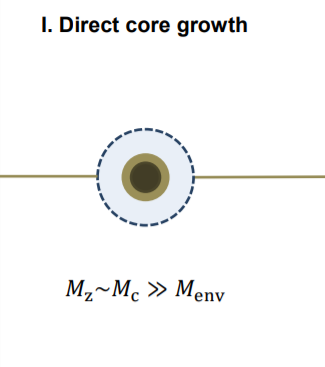 I. Direct core growth
M_z~M_c ≫ M_env